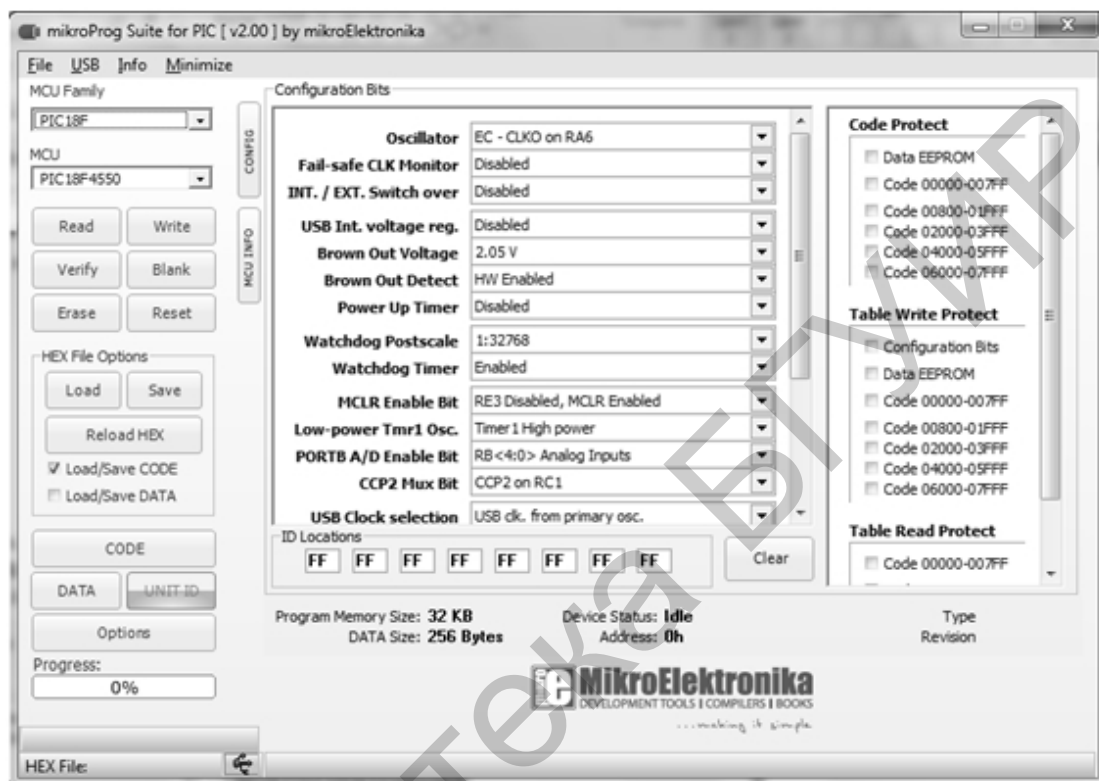 mikroProg Suite for PIC [ v2.00 ] by mikroElektronika
File USB Info Minimize
MCU Family
PIC18F
MCU
PIC18F4550
Read Write
Verify Blank
Erase Reset
HEX File Options
Load Save
Reload HEX
Load/Save CODE
Load/Save DATA
CODE
DATA UNIT ID
Options
Progress:
0%
HEX File:
CONFIG
MCU INFO
Configuration Bits
Oscillator EC - CLKO on RA6
Fail-safe CLK Monitor Disabled
INT. / EXT. Switch over Disabled
USB Int. voltage reg. Disabled
Brown Out Voltage 2.05 V
Brown Out Detect HW Enabled
Power Up Timer Disabled
Watchdog Postscale 1:32768
Watchdog Timer Enabled
MCLR Enable Bit RE3 Disabled, MCLR Enabled
Low-power Tmr1 Osc. Timer1 High power
PORTB A/D Enable Bit RB<4:0> Analog Inputs
CCP2 Mux Bit CCP2 on RC1
USB Clock selection USB clk. from primary osc.
ID Locations
FF FF FF FF FF FF FF FF
Clear
Code Protect
Data EEPROM
Code 00000-007FF
Code 00800-01FFF
Code 02000-03FFF
Code 04000-05FFF
Code 06000-07FFF
Table Write Protect
Configuration Bits
Data EEPROM
Code 00000-007FF
Code 00800-01FFF
Code 02000-03FFF
Code 04000-05FFF
Code 06000-07FFF
Table Read Protect
Code 00000-007FF
Program Memory Size: 32 KB Device Status: Idle Type
DATA Size: 256 Bytes Address: 0h Revision
MikroElektronika
DEVELOPMENT TOOLS | COMPILERS | BOOKS
...making it simple
тека БГУИР